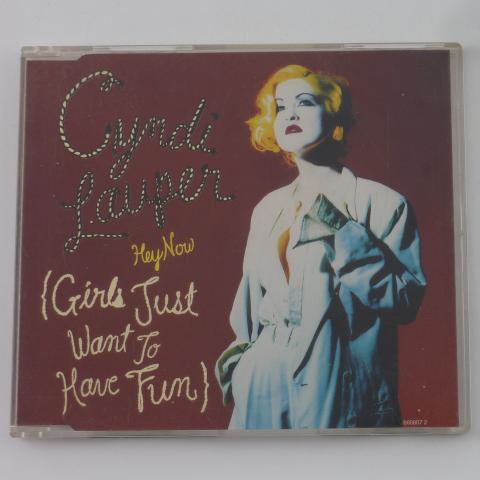 Cyndi
Lauper
Hey Now
{Girls Just
Want To
Have Fun}